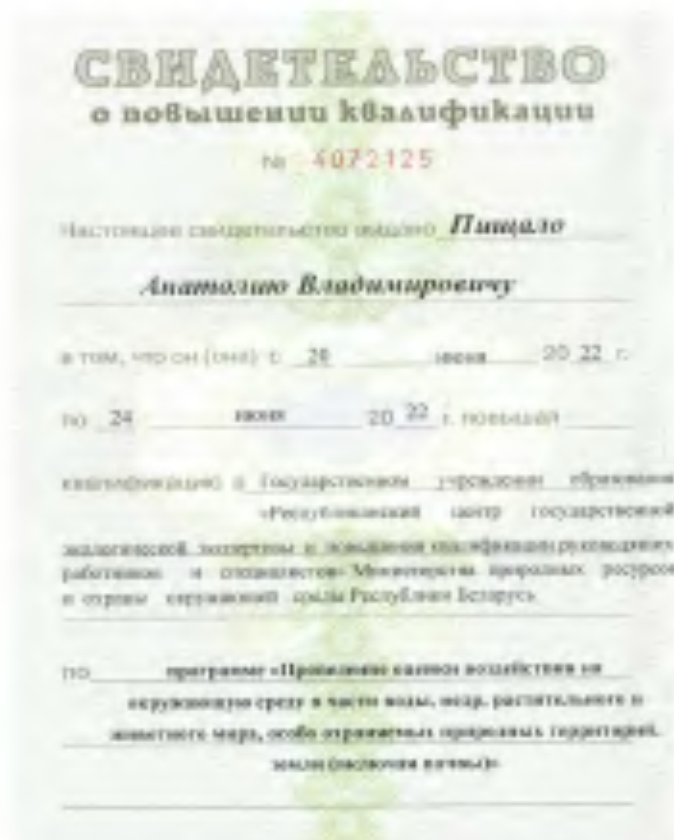 СВИДЕТЕЛЬСТВО
о повышении квалификации
№ 4072125
Настоящее свидетельство выдано Пищало
Анатолию Владимировичу
в том, что он (она) с 20 июня 20 22 г.
по 24 июня 20 22 г. повышал
квалификацию в Государственном учреждении образования
«Республиканский центр государственной
экологической экспертизы и повышения квалификации руководящих
работников и специалистов» Министерства природных ресурсов
и охраны окружающей среды Республики Беларусь
по программе «Проведение оценки воздействия на
окружающую среду в части воды, недр, растительного и
животного мира, особо охраняемых природных территорий,
земли (включая почвы)»